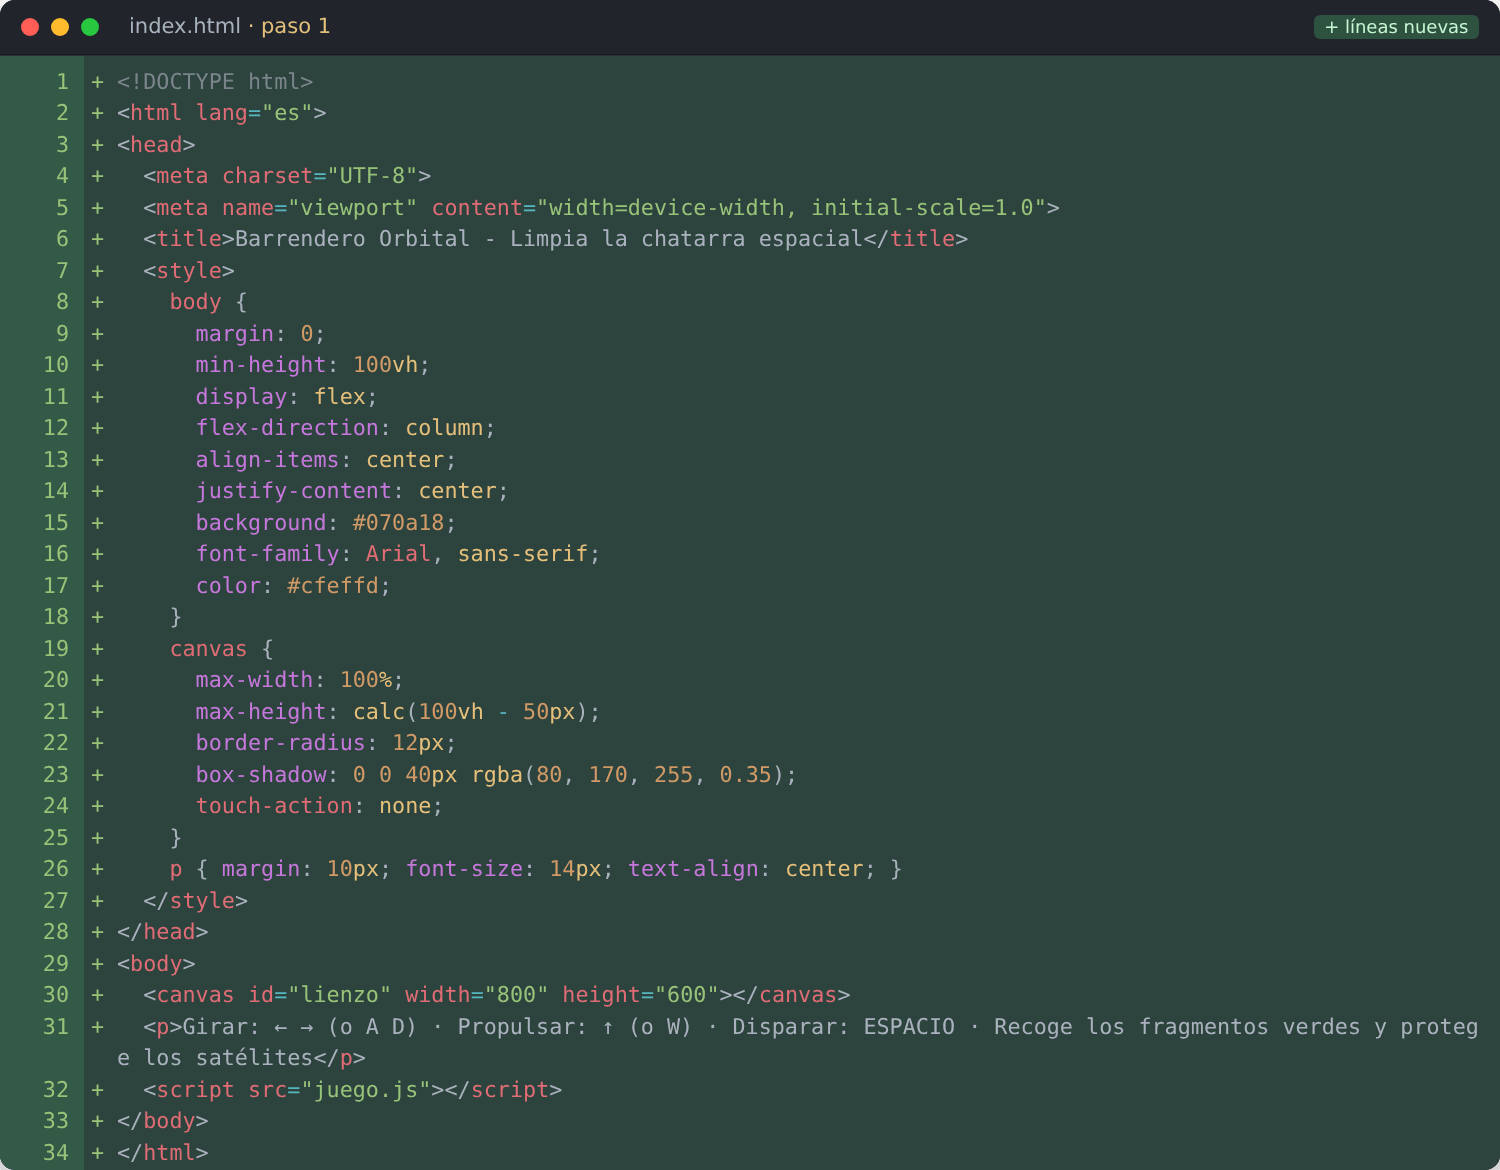 index.html · paso 1
+ líneas nuevas
1 + <!DOCTYPE html>
2 + <html lang="es">
3 + <head>
4 +   <meta charset="UTF-8">
5 +   <meta name="viewport" content="width=device-width, initial-scale=1.0">
6 +   <title>Barrendero Orbital - Limpia la chatarra espacial</title>
7 +   <style>
8 +     body {
9 +       margin: 0;
10 +       min-height: 100vh;
11 +       display: flex;
12 +       flex-direction: column;
13 +       align-items: center;
14 +       justify-content: center;
15 +       background: #070a18;
16 +       font-family: Arial, sans-serif;
17 +       color: #cfeffd;
18 +     }
19 +     canvas {
20 +       max-width: 100%;
21 +       max-height: calc(100vh - 50px);
22 +       border-radius: 12px;
23 +       box-shadow: 0 0 40px rgba(80, 170, 255, 0.35);
24 +       touch-action: none;
25 +     }
26 +     p { margin: 10px; font-size: 14px; text-align: center; }
27 +   </style>
28 + </head>
29 + <body>
30 +   <canvas id="lienzo" width="800" height="600"></canvas>
31 +   <p>Girar: ← → (o A D) · Propulsar: ↑ (o W) · Disparar: ESPACIO · Recoge los fragmentos verdes y proteg
e los satélites</p>
32 +   <script src="juego.js"></script>
33 + </body>
34 + </html>